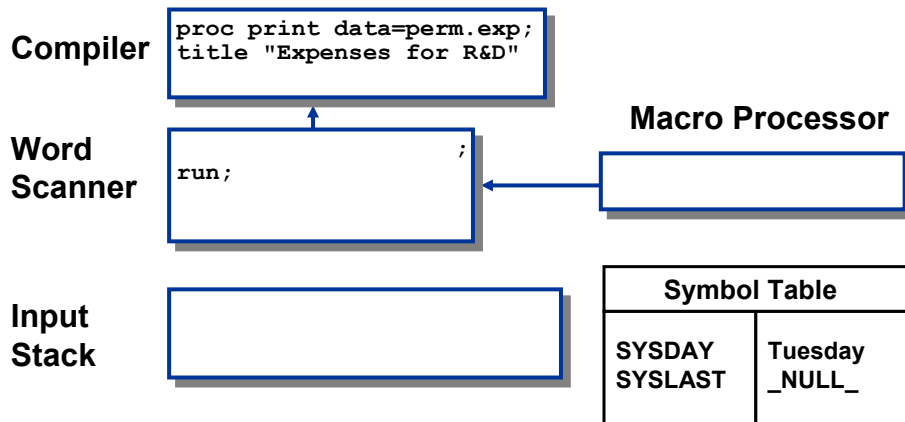 Compiler
proc print data=perm.exp;
title "Expenses for R&D"
Macro Processor
Word
Scanner
;
run;
Input
Stack
Symbol Table
SYSDAY Tuesday
SYSLAST _NULL_